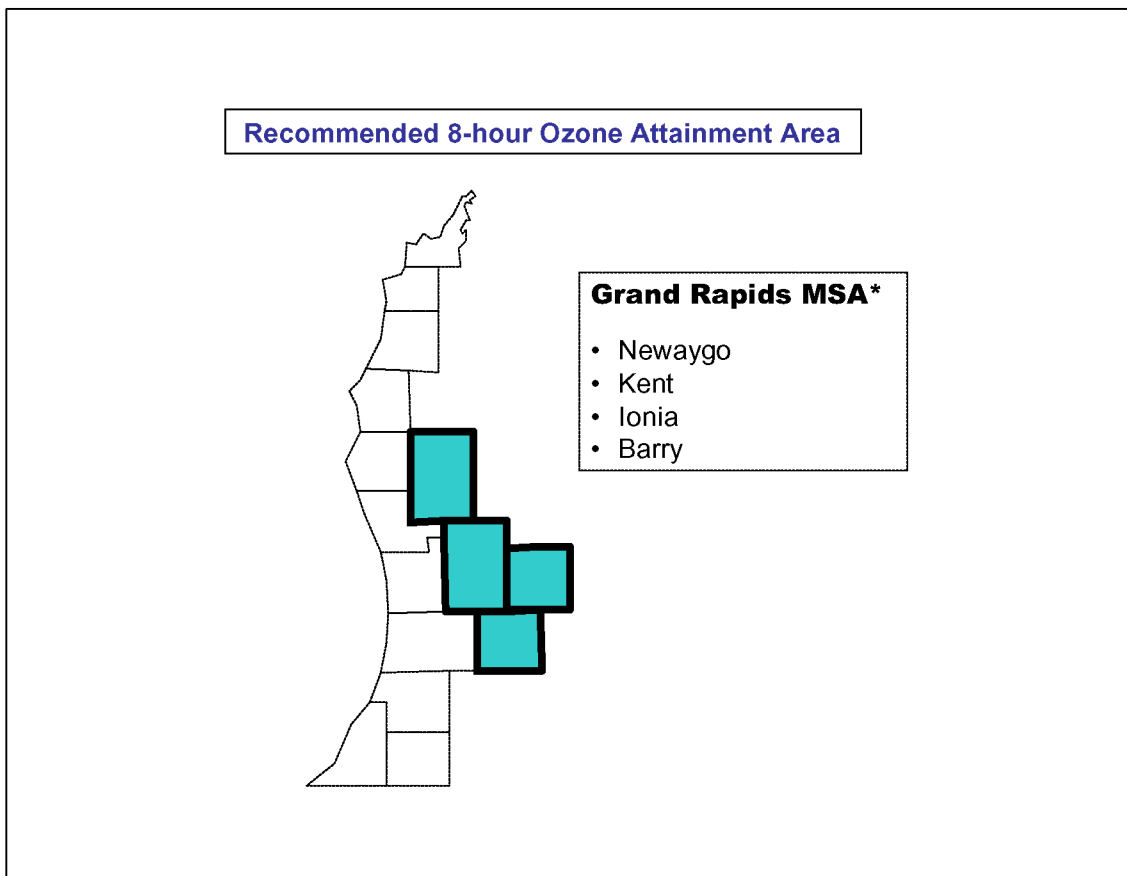 Recommended 8-hour Ozone Attainment Area
Grand Rapids MSA*
• Newaygo
• Kent
• Ionia
• Barry